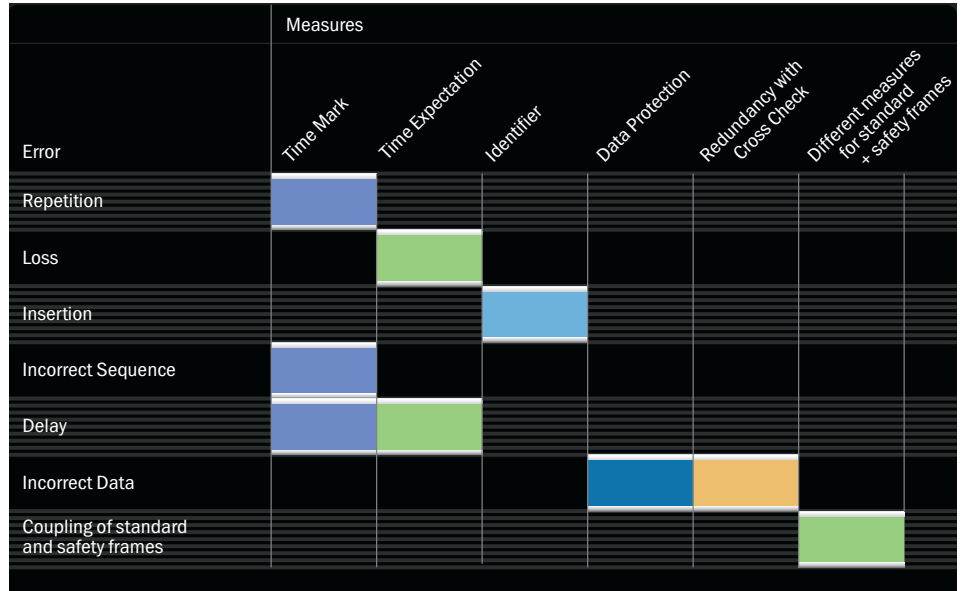 Measures
Error
Time Mark
Time Expectation
Identifier
Data Protection
Redundancy with
Cross Check
Different measures
for standard
+ safety frames
Repetition
Loss
Insertion
Incorrect Sequence
Delay
Incorrect Data
Coupling of standard
and safety frames